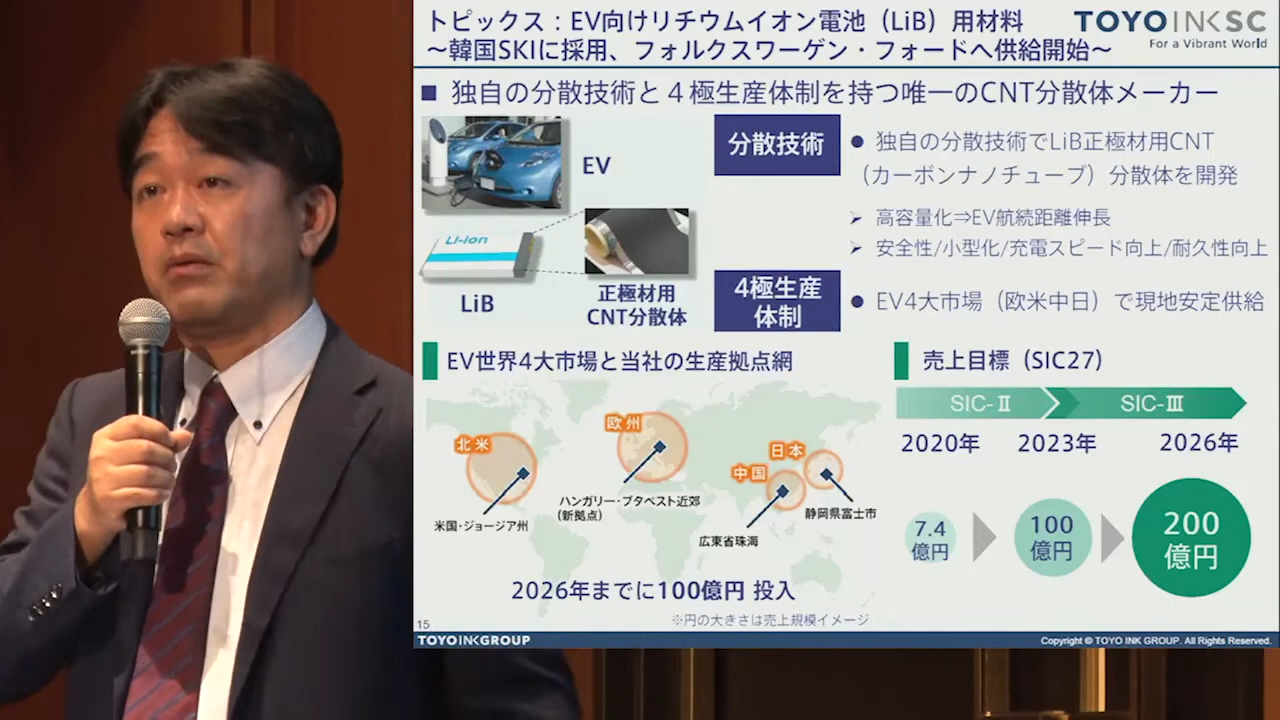 トピックス：EV向けリチウムイオン電池（LiB）用材料
～韓国SKIに採用、フォルクスワーゲン・フォードへ供給開始～
TOYO INK SC
For a Vibrant World
■ 独自の分散技術と４極生産体制を持つ唯一のCNT分散体メーカー
EV
Li-ion
LiB
正極材用
CNT分散体
分散技術
● 独自の分散技術でLiB正極材用CNT
（カーボンナノチューブ）分散体を開発
➢ 高容量化⇒EV航続距離伸長
➢ 安全性/小型化/充電スピード向上/耐久性向上
4極生産
体制
● EV4大市場（欧米中日）で現地安定供給
EV世界4大市場と当社の生産拠点網
北米
欧州
日本
中国
米国・ジョージア州
ハンガリー・ブタペスト近郊
(新拠点)
広東省珠海
静岡県富士市
2026年までに100億円 投入
売上目標（SIC27）
SIC-Ⅱ
SIC-Ⅲ
2020年
2023年
2026年
7.4
億円
100
億円
200
億円
※円の大きさは売上規模イメージ
15
TOYO INK GROUP
Copyright © TOYO INK GROUP. All Rights Reserved.